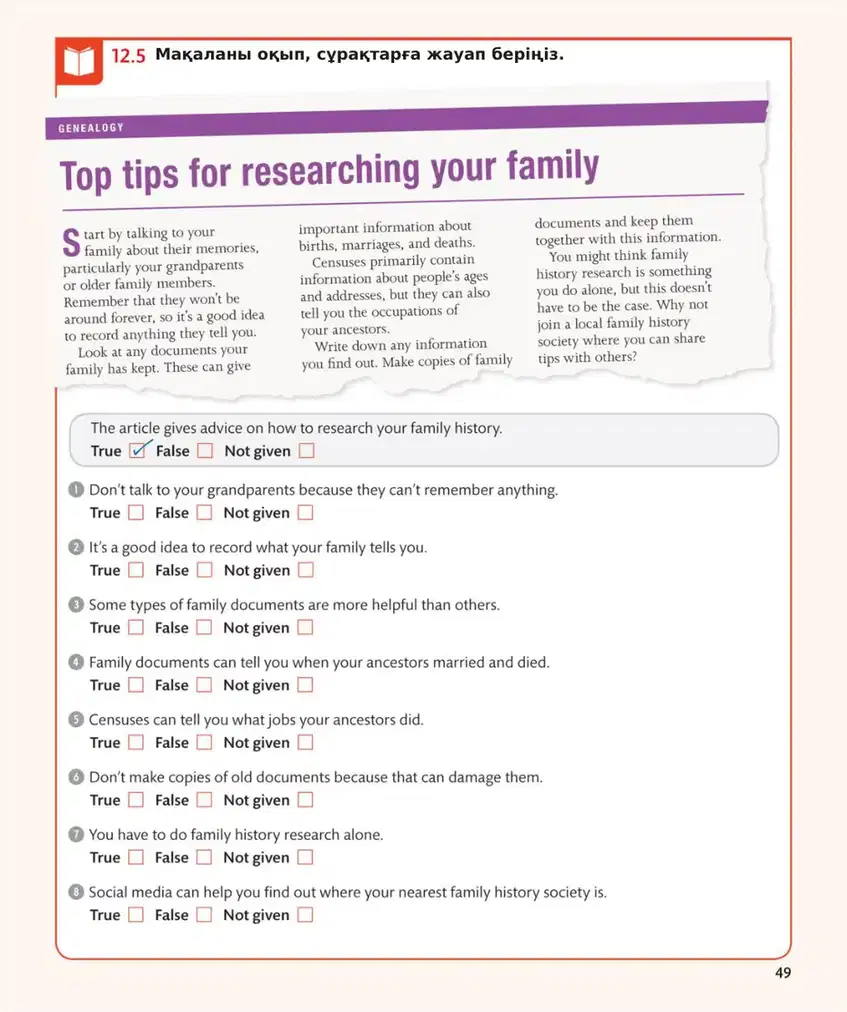 12.5 Мақаланы оқып, сұрақтарға жауап беріңіз.
GENEALOGY
Top tips for researching your family
Start by talking to your
family about their memories,
particularly your grandparents
or older family members.
Remember that they won't be
around forever, so it's a good idea
to record anything they tell you.
Look at any documents your
family has kept. These can give
important information about
births, marriages, and deaths.
Censuses primarily contain
information about people's ages
and addresses, but they can also
tell you the occupations of
your ancestors.
Write down any information
you find out. Make copies of family
documents and keep them
together with this information.
You might think family
history research is something
you do alone, but this doesn't
have to be the case. Why not
join a local family history
society where you can share
tips with others?
The article gives advice on how to research your family history.
True False Not given
1 Don't talk to your grandparents because they can't remember anything.
True False Not given
2 It's a good idea to record what your family tells you.
True False Not given
3 Some types of family documents are more helpful than others.
True False Not given
4 Family documents can tell you when your ancestors married and died.
True False Not given
5 Censuses can tell you what jobs your ancestors did.
True False Not given
6 Don't make copies of old documents because that can damage them.
True False Not given
7 You have to do family history research alone.
True False Not given
8 Social media can help you find out where your nearest family history society is.
True False Not given
49